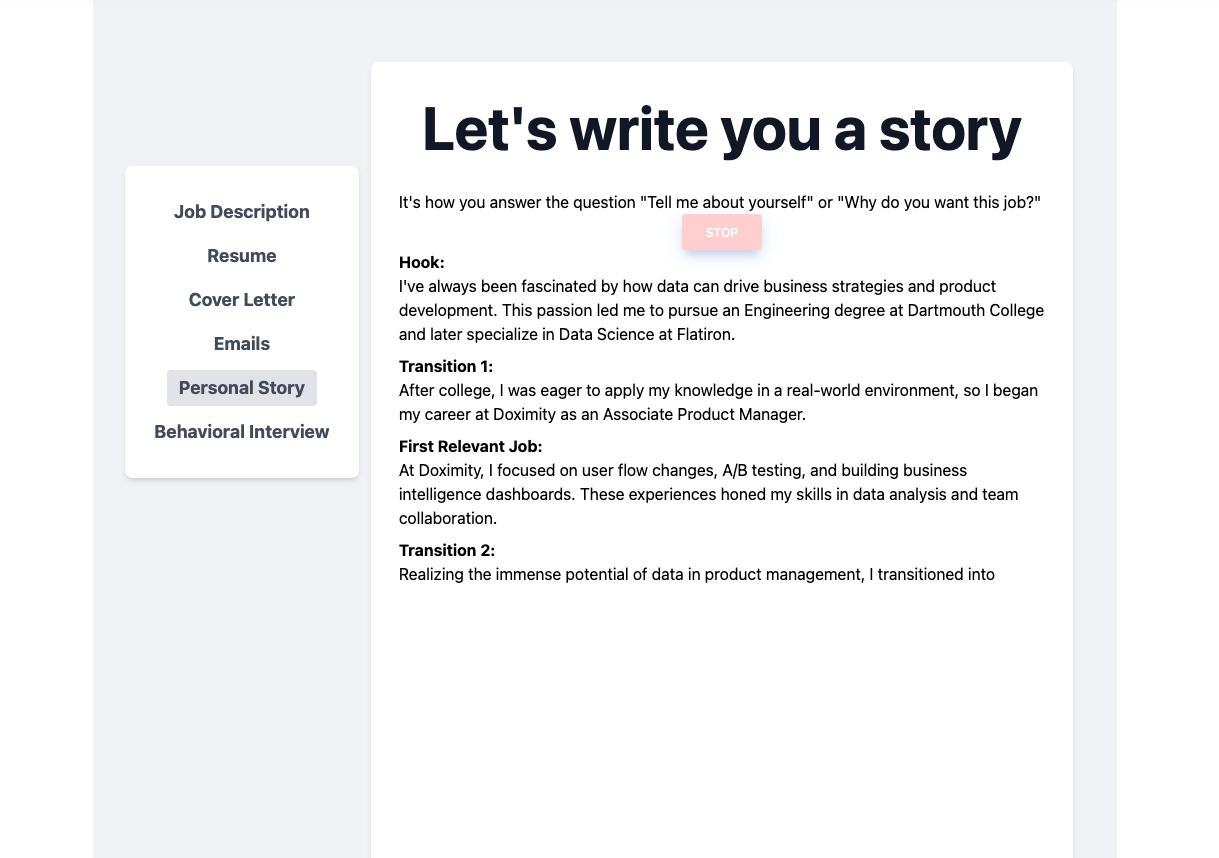 Let's write you a story
Job Description
Resume
Cover Letter
Emails
Personal Story
Behavioral Interview
It's how you answer the question "Tell me about yourself" or "Why do you want this job?"
STOP
Hook:
I've always been fascinated by how data can drive business strategies and product
development. This passion led me to pursue an Engineering degree at Dartmouth College
and later specialize in Data Science at Flatiron.
Transition 1:
After college, I was eager to apply my knowledge in a real-world environment, so I began
my career at Doximity as an Associate Product Manager.
First Relevant Job:
At Doximity, I focused on user flow changes, A/B testing, and building business
intelligence dashboards. These experiences honed my skills in data analysis and team
collaboration.
Transition 2:
Realizing the immense potential of data in product management, I transitioned into